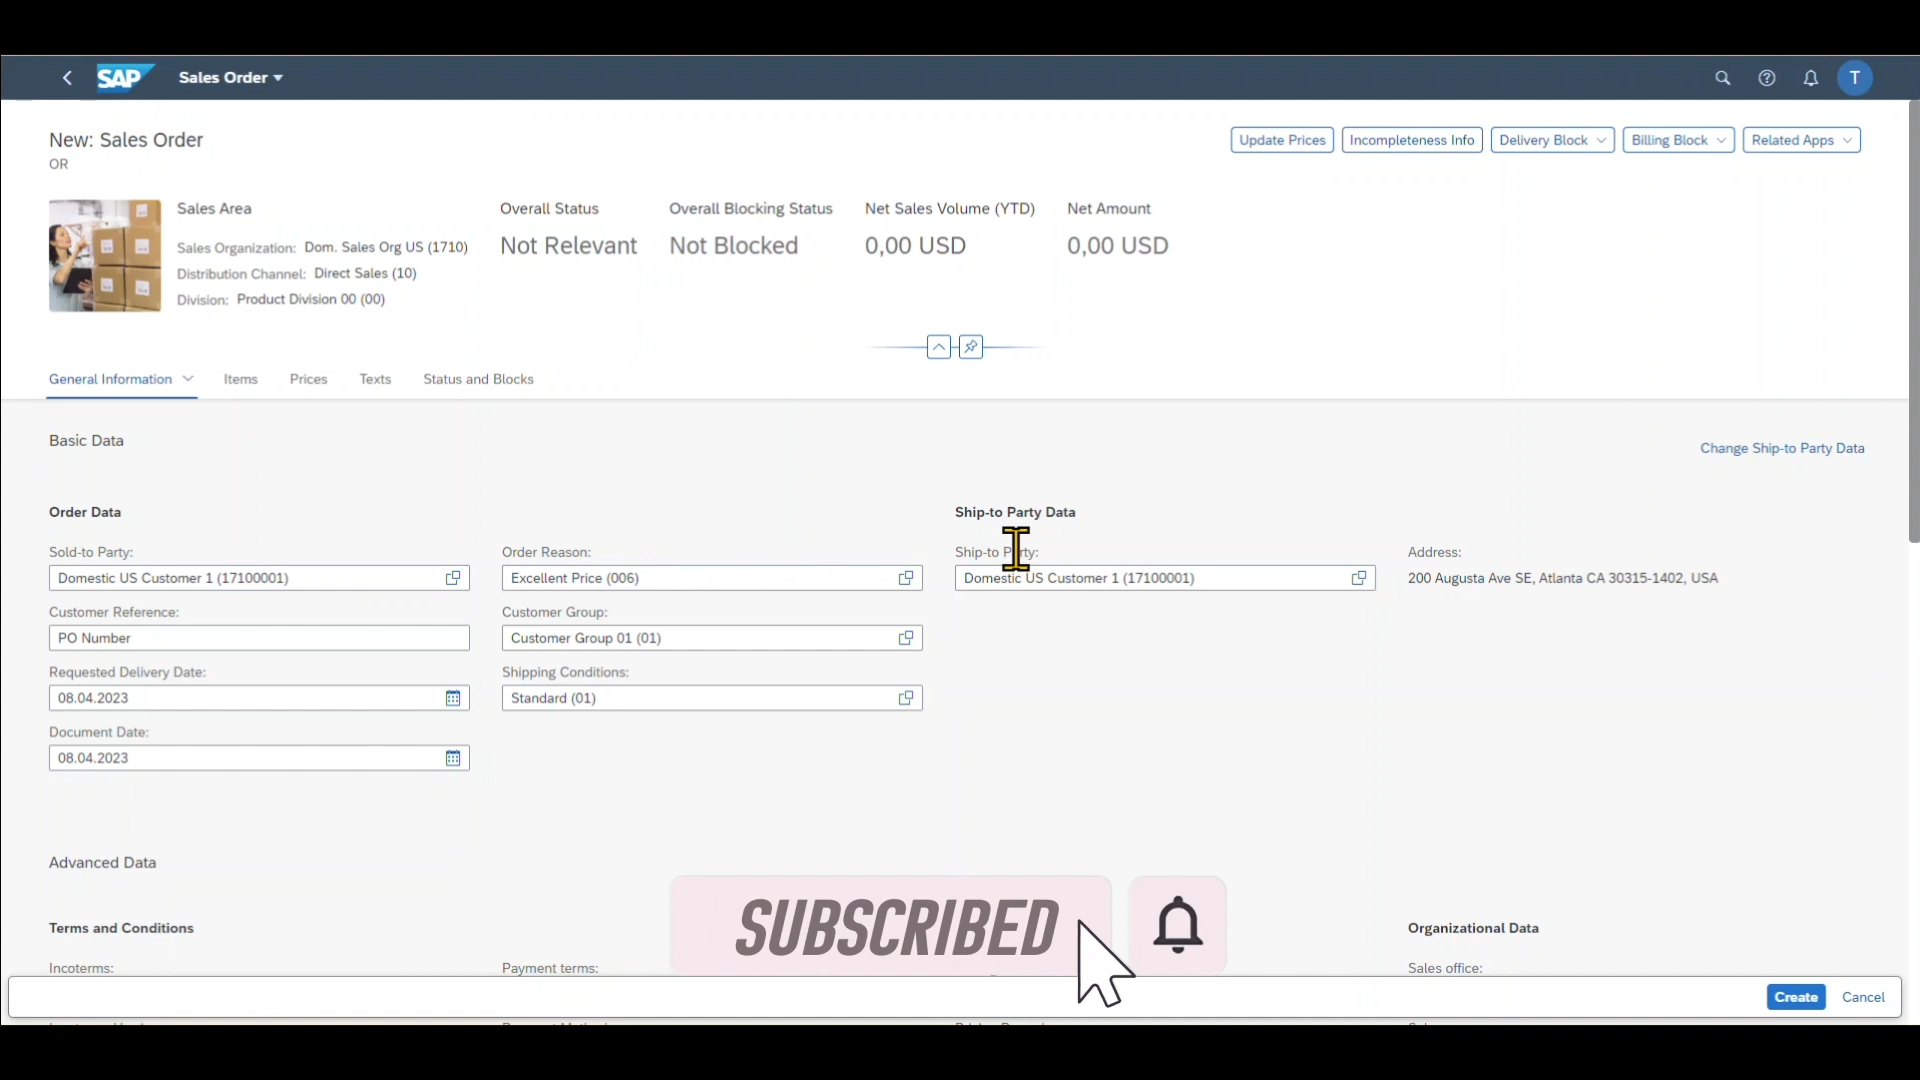 SAP Sales Order T
New: Sales Order
OR
Update Prices Incompleteness Info Delivery Block Billing Block Related Apps
Sales Area
Sales Organization: Dom. Sales Org US (1710)
Distribution Channel: Direct Sales (10)
Division: Product Division 00 (00)
Overall Status
Not Relevant
Overall Blocking Status
Not Blocked
Net Sales Volume (YTD)
0,00 USD
Net Amount
0,00 USD
General Information Items Prices Texts Status and Blocks
Basic Data
Change Ship-to Party Data
Order Data
Sold-to Party:
Domestic US Customer 1 (17100001)
Customer Reference:
PO Number
Requested Delivery Date:
08.04.2023
Document Date:
08.04.2023
Order Reason:
Excellent Price (006)
Customer Group:
Customer Group 01 (01)
Shipping Conditions:
Standard (01)
Ship-to Party Data
Ship-to Party:
Domestic US Customer 1 (17100001)
Address:
200 Augusta Ave SE, Atlanta CA 30315-1402, USA
Advanced Data
Terms and Conditions
Incoterms:
Payment terms:
Organizational Data
Sales office:
SUBSCRIBED
Create Cancel